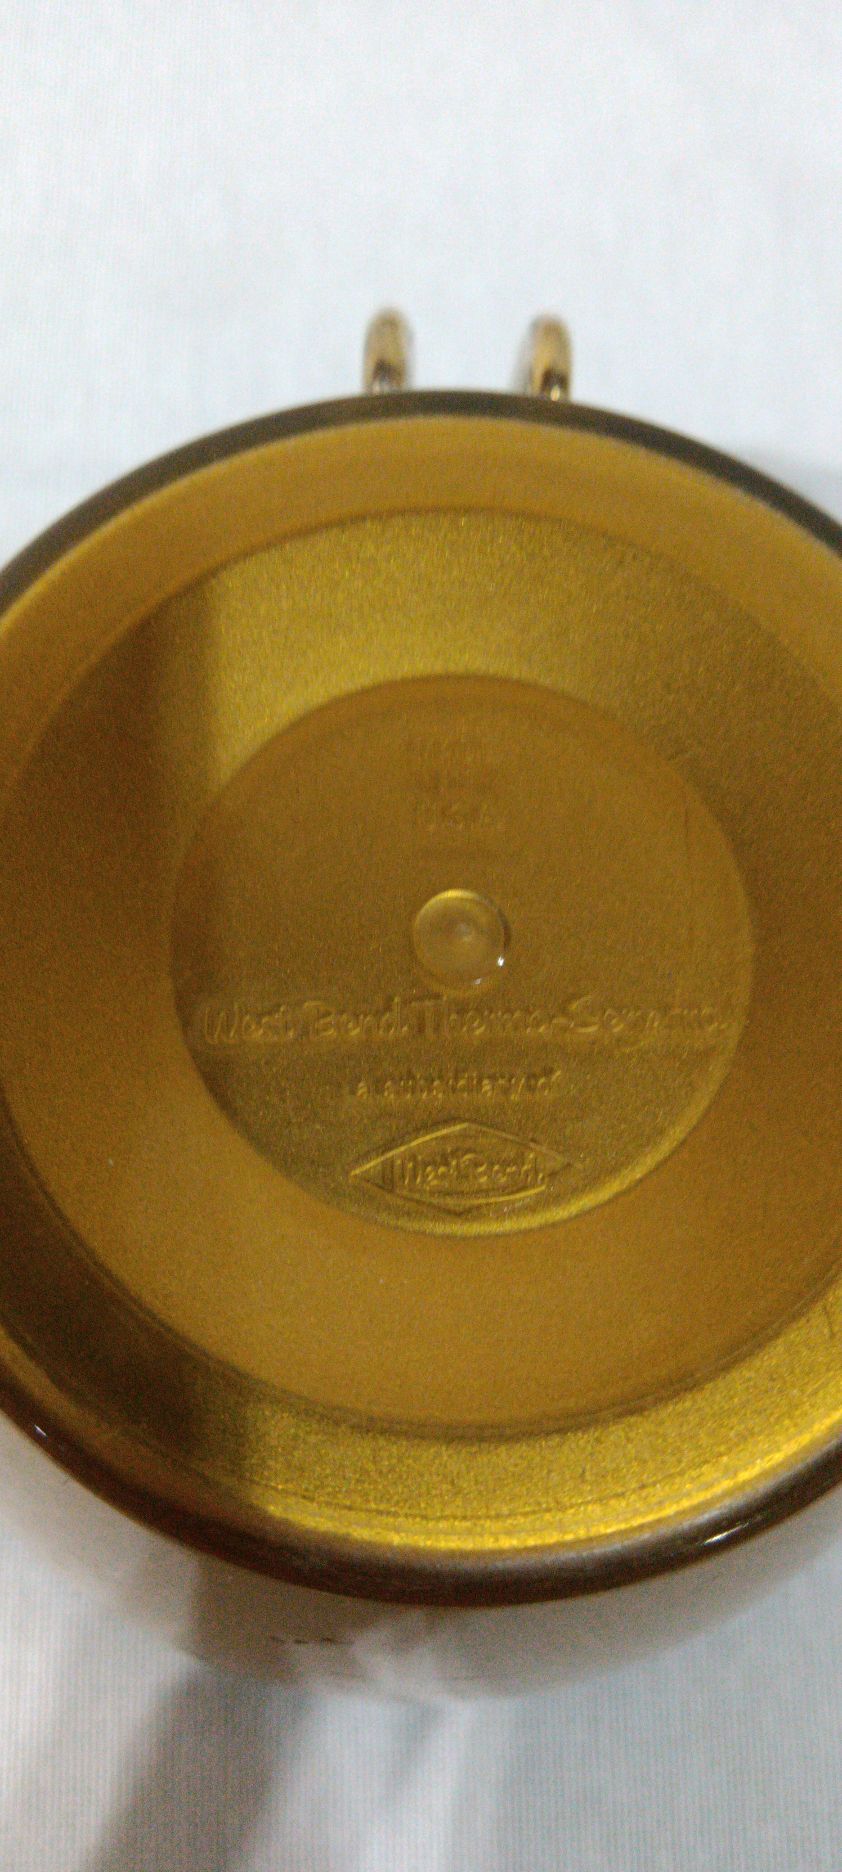 U.S.A.
West Bend Thermo-Serv, Inc.
a subsidiary of
West Bend